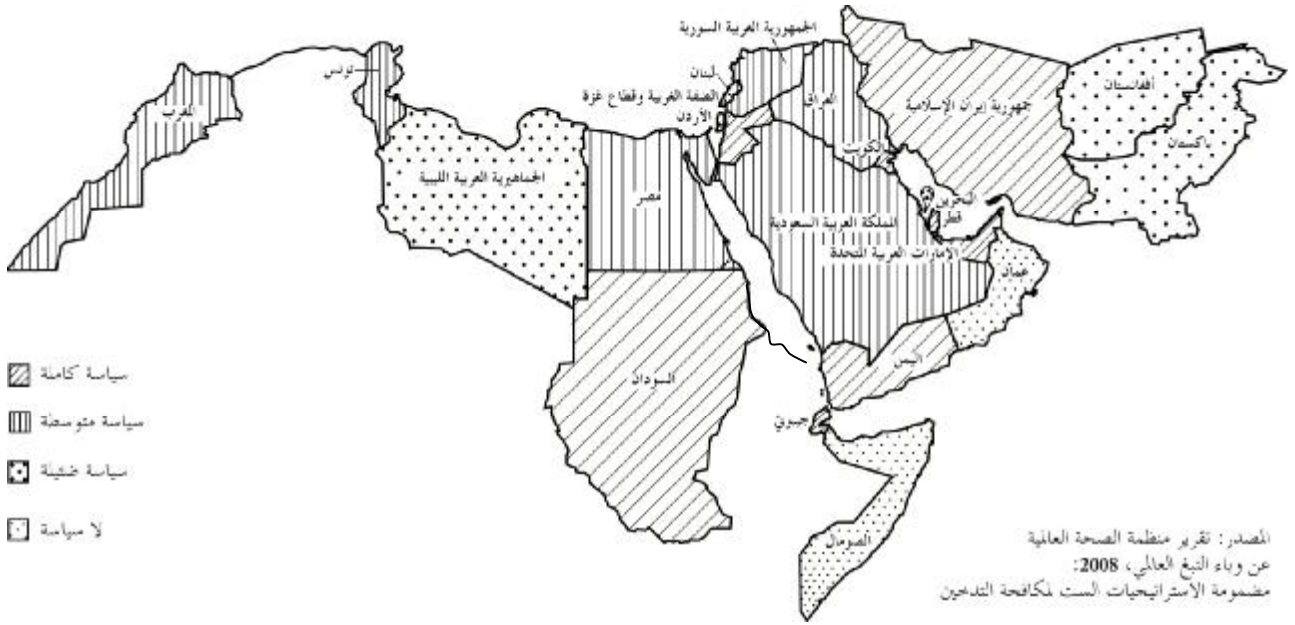 الجمهورية العربية السورية
لبنان
الضفة الغربية وقطاع غزة
الأردن
تونس
المغرب
الجماهيرية العربية الليبية
مصر
العراق
الكويت
جمهورية إيران الإسلامية
أفغانستان
باكستان
البحرين
قطر
المملكة العربية السعودية
الإمارات العربية المتحدة
عمان
اليمن
السودان
جيبوتي
الصومال
سياسة كاملة
سياسة متوسطة
سياسة ضئيلة
لا سياسة
المصدر: تقرير منظمة الصحة العالمية
عن وباء التبغ العالمي، 2008:
مضمومة الاستراتيجيات الست لمكافحة التدخين